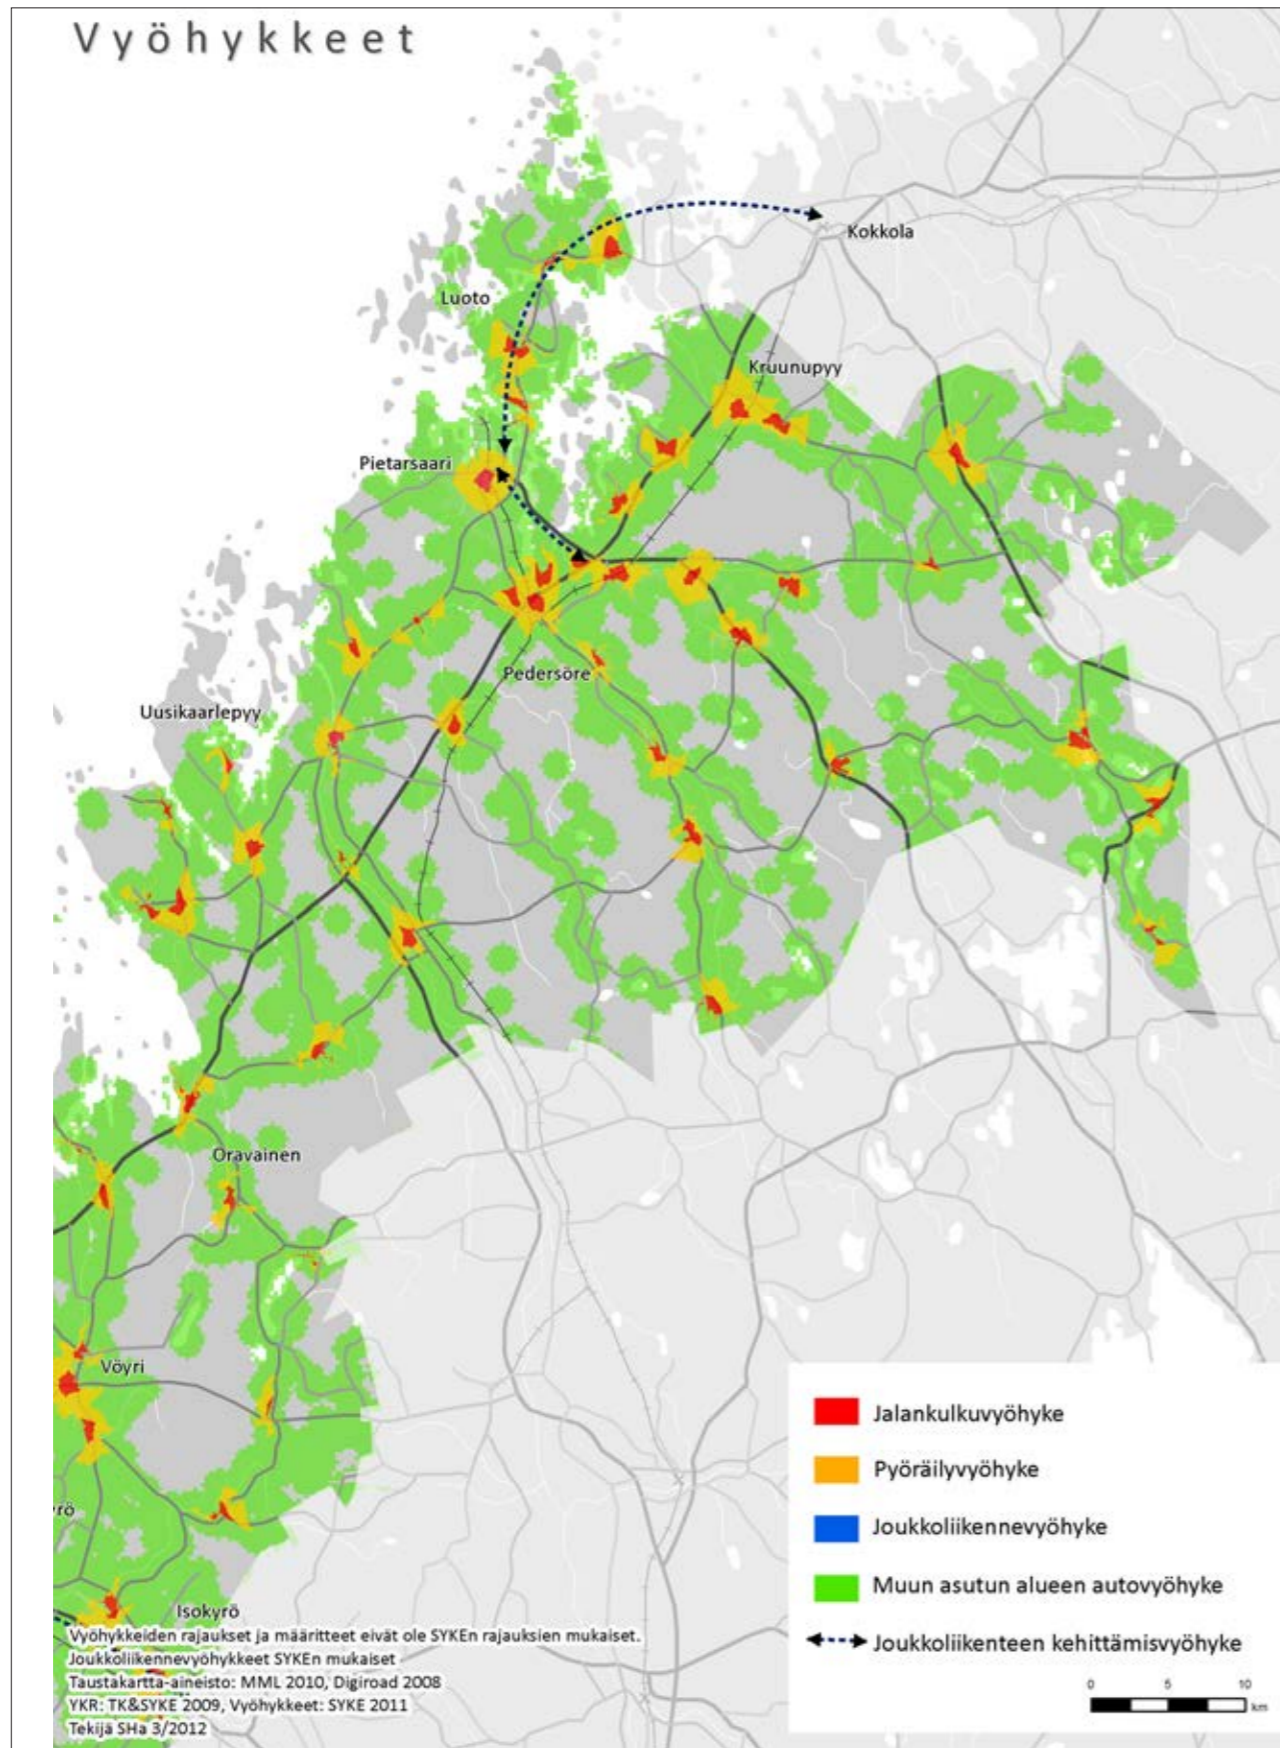 Vyöhykkeet
Kokkola
Luoto
Kruunupyy
Pietarsaari
Pedersöre
Uusikaarlepyy
Oravainen
Vöyri
yrö
Isokyrö
Jalankulkuvyöhyke
Pyöräilyvyöhyke
Joukkoliikennevyöhyke
Muun asutun alueen autovyöhyke
Joukkoliikenteen kehittämisvyöhyke
0 5 10
km
Vyöhykkeiden rajaukset ja määritteet eivät ole SYKEn rajauksien mukaiset.
Joukkoliikennevyöhykkeet SYKEn mukaiset
Taustakartta-aineisto: MML 2010, Digiroad 2008
YKR: TK&SYKE 2009, Vyöhykkeet: SYKE 2011
Tekijä SHa 3/2012